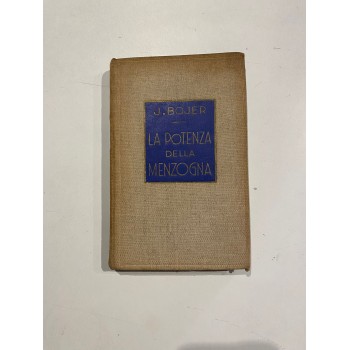 J. BOJER
LA POTENZA
DELLA
MENZOGNA